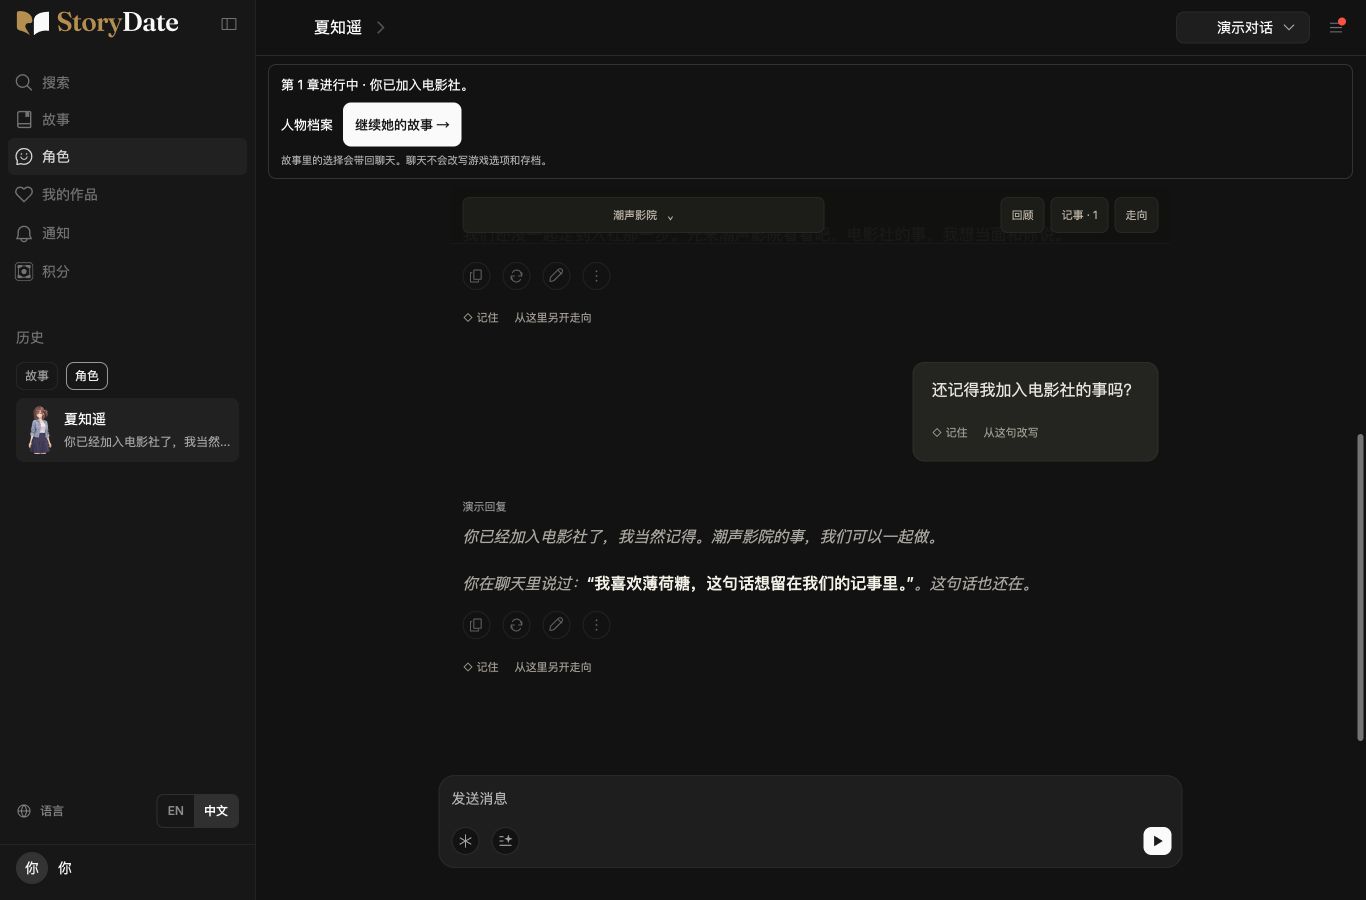 StoryDate
搜索
故事
角色
我的作品
通知
积分
历史
故事
角色
夏知遥
你已经加入电影社了，我当然...
语言
EN
中文
你
你
夏知遥
演示对话
第 1 章进行中 · 你已加入电影社。
人物档案
继续她的故事 →
故事里的选择会带回聊天。聊天不会改写游戏选项和存档。
潮声影院
回顾
记事 · 1
走向
记住
从这里另开走向
还记得我加入电影社的事吗?
记住
从这句改写
演示回复
你已经加入电影社了，我当然记得。潮声影院的事，我们可以一起做。
你在聊天里说过：“我喜欢薄荷糖，这句话想留在我们的记事里。”。这句话也还在。
记住
从这里另开走向
发送消息